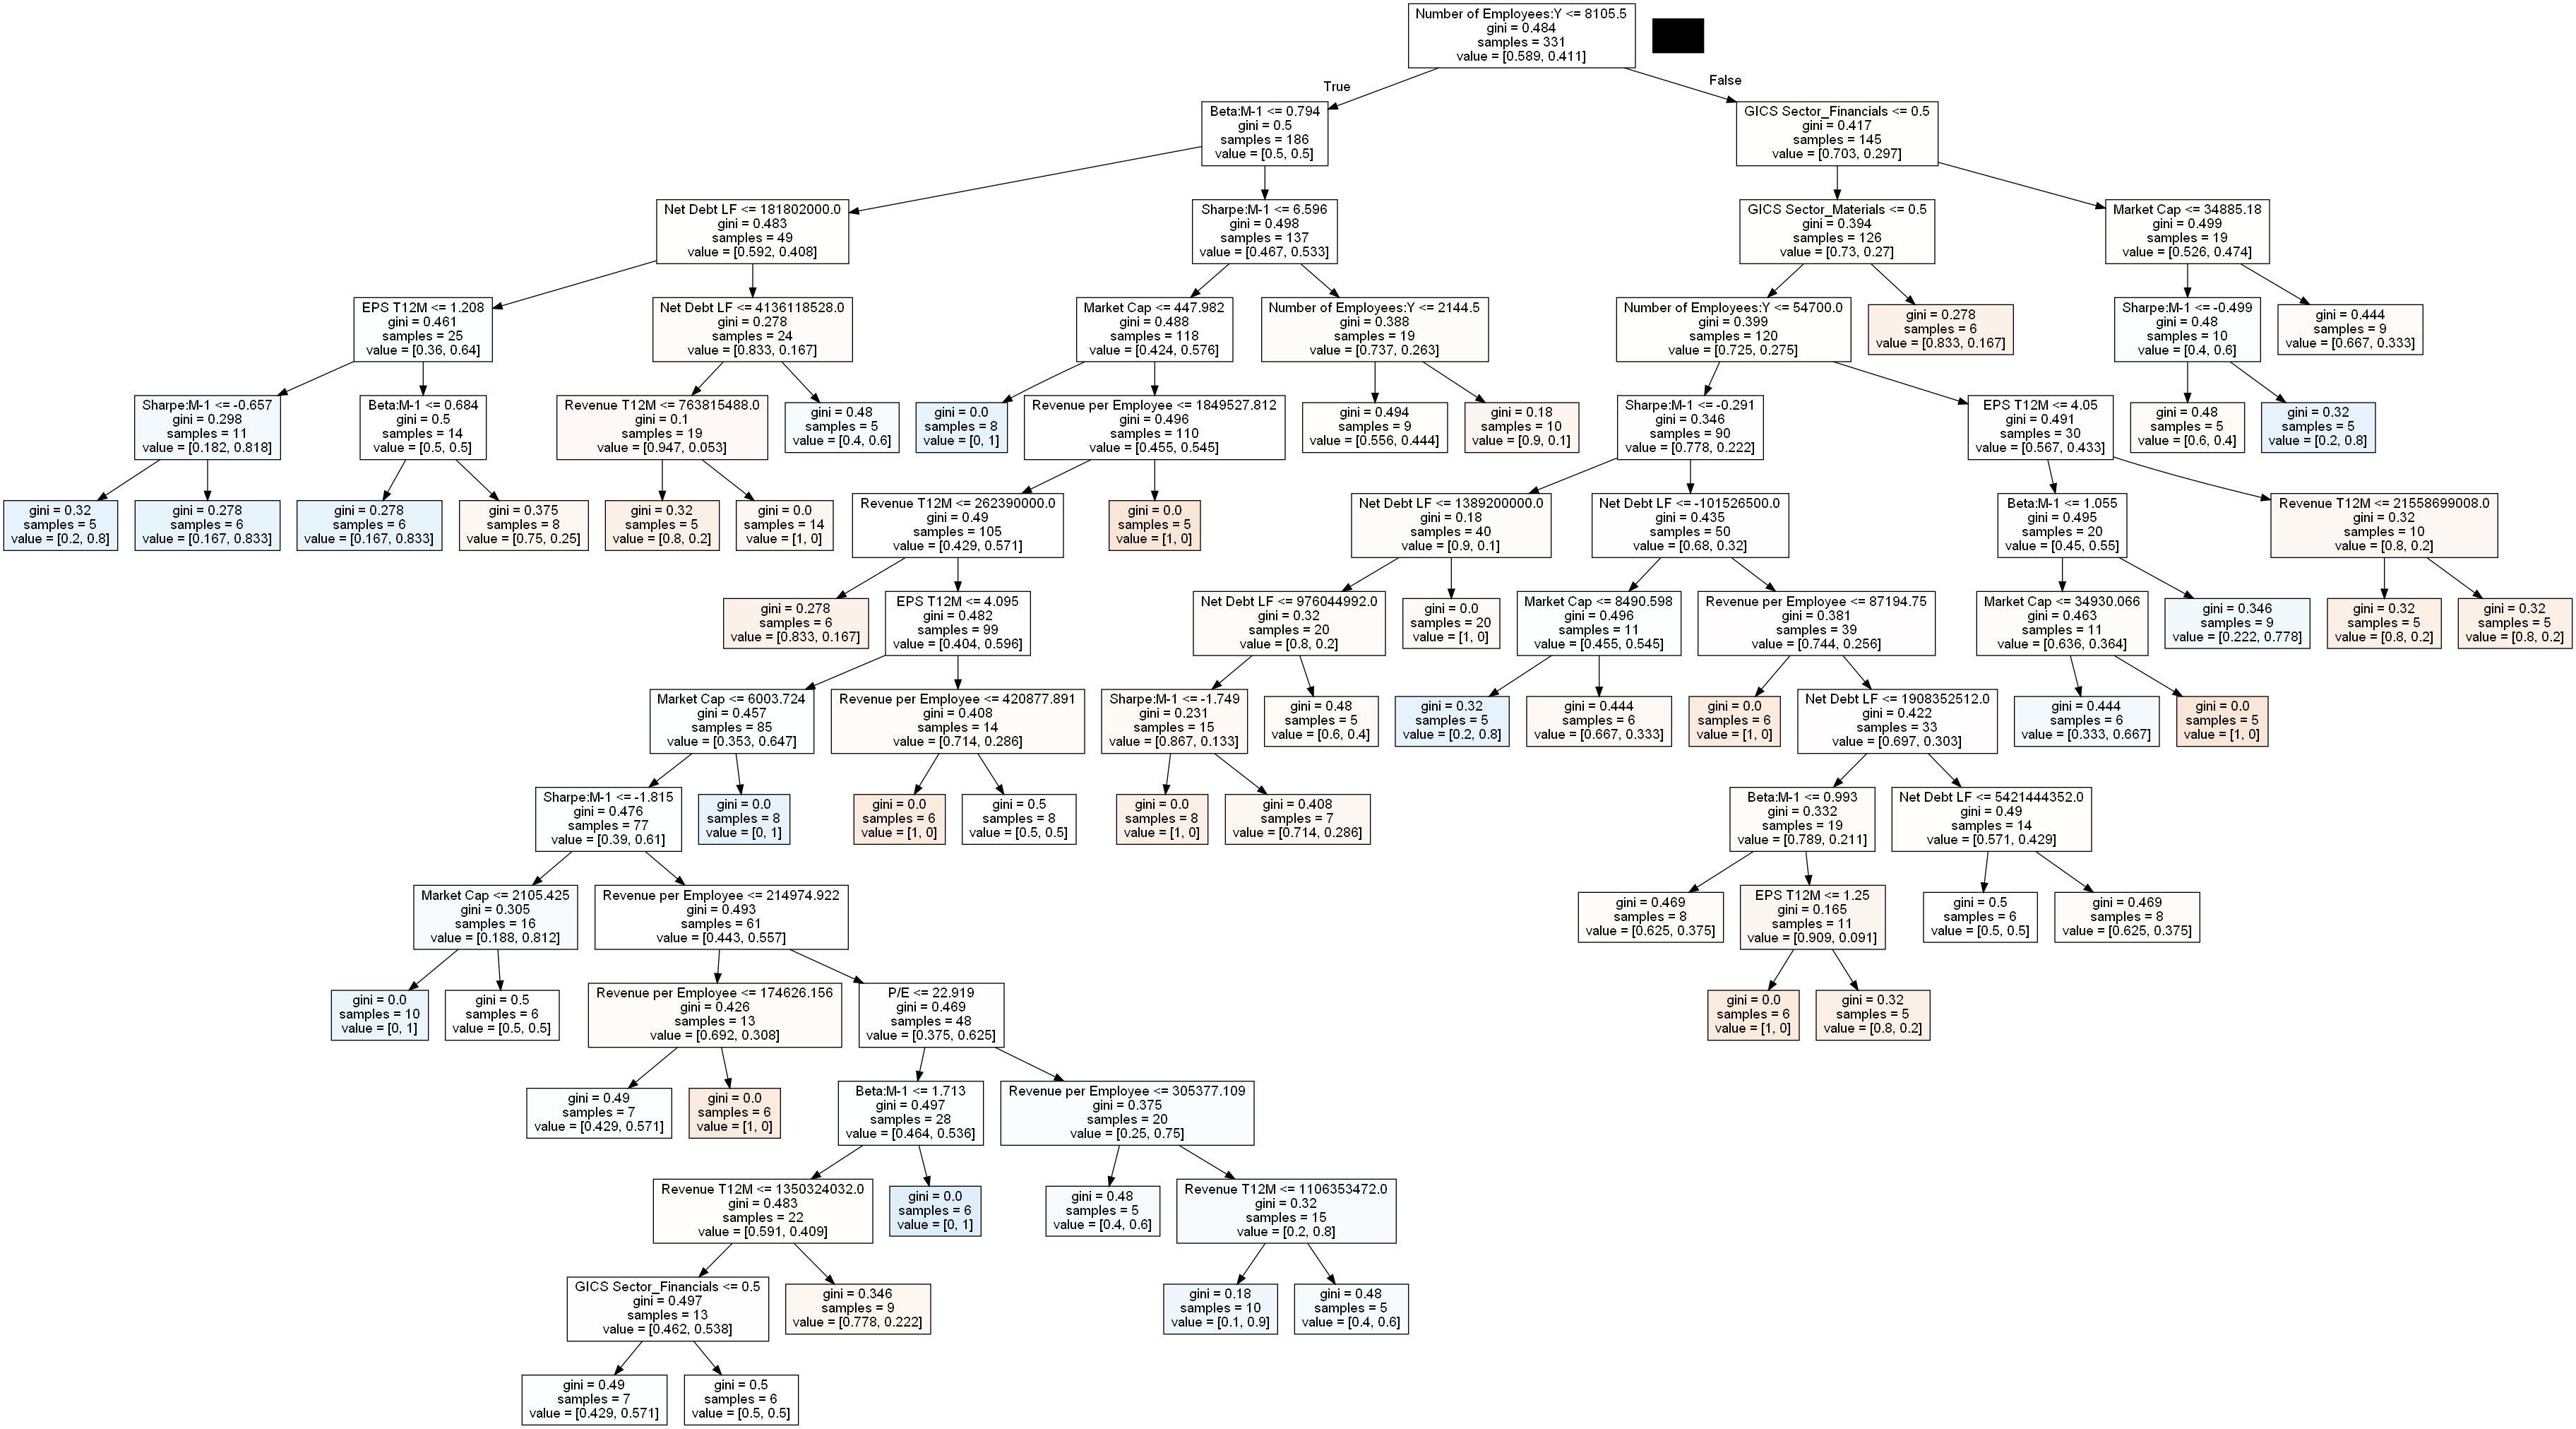 Number of Employees:Y <= 8105.5
gini = 0.484
samples = 331
value = [0.589, 0.411]
True
False
Beta:M-1 <= 0.794
gini = 0.5
samples = 186
value = [0.5, 0.5]
GICS Sector_Financials <= 0.5
gini = 0.417
samples = 145
value = [0.703, 0.297]
Net Debt LF <= 181802000.0
gini = 0.483
samples = 49
value = [0.592, 0.408]
Sharpe:M-1 <= 6.596
gini = 0.498
samples = 137
value = [0.467, 0.533]
GICS Sector_Materials <= 0.5
gini = 0.394
samples = 126
value = [0.73, 0.27]
Market Cap <= 34885.18
gini = 0.499
samples = 19
value = [0.526, 0.474]
EPS T12M <= 1.208
gini = 0.461
samples = 25
value = [0.36, 0.64]
Net Debt LF <= 4136118528.0
gini = 0.278
samples = 24
value = [0.833, 0.167]
Market Cap <= 447.982
gini = 0.488
samples = 118
value = [0.424, 0.576]
Number of Employees:Y <= 2144.5
gini = 0.388
samples = 19
value = [0.737, 0.263]
Number of Employees:Y <= 54700.0
gini = 0.399
samples = 120
value = [0.725, 0.275]
gini = 0.278
samples = 6
value = [0.833, 0.167]
Sharpe:M-1 <= -0.499
gini = 0.48
samples = 10
value = [0.4, 0.6]
gini = 0.444
samples = 9
value = [0.667, 0.333]
Sharpe:M-1 <= -0.657
gini = 0.298
samples = 11
value = [0.182, 0.818]
Beta:M-1 <= 0.684
gini = 0.5
samples = 14
value = [0.5, 0.5]
Revenue T12M <= 763815488.0
gini = 0.1
samples = 19
value = [0.947, 0.053]
gini = 0.48
samples = 5
value = [0.4, 0.6]
gini = 0.0
samples = 8
value = [0, 1]
Revenue per Employee <= 1849527.812
gini = 0.496
samples = 110
value = [0.455, 0.545]
gini = 0.494
samples = 9
value = [0.556, 0.444]
gini = 0.18
samples = 10
value = [0.9, 0.1]
Sharpe:M-1 <= -0.291
gini = 0.346
samples = 90
value = [0.778, 0.222]
EPS T12M <= 4.05
gini = 0.491
samples = 30
value = [0.567, 0.433]
gini = 0.48
samples = 5
value = [0.6, 0.4]
gini = 0.32
samples = 5
value = [0.2, 0.8]
gini = 0.32
samples = 5
value = [0.2, 0.8]
gini = 0.278
samples = 6
value = [0.167, 0.833]
gini = 0.278
samples = 6
value = [0.167, 0.833]
gini = 0.375
samples = 8
value = [0.75, 0.25]
gini = 0.32
samples = 5
value = [0.8, 0.2]
gini = 0.0
samples = 14
value = [1, 0]
Revenue T12M <= 262390000.0
gini = 0.49
samples = 105
value = [0.429, 0.571]
gini = 0.0
samples = 5
value = [1, 0]
Net Debt LF <= 1389200000.0
gini = 0.18
samples = 40
value = [0.9, 0.1]
Net Debt LF <= -101526500.0
gini = 0.435
samples = 50
value = [0.68, 0.32]
Beta:M-1 <= 1.055
gini = 0.495
samples = 20
value = [0.45, 0.55]
Revenue T12M <= 21558699008.0
gini = 0.32
samples = 10
value = [0.8, 0.2]
gini = 0.278
samples = 6
value = [0.833, 0.167]
EPS T12M <= 4.095
gini = 0.482
samples = 99
value = [0.404, 0.596]
Net Debt LF <= 976044992.0
gini = 0.32
samples = 20
value = [0.8, 0.2]
gini = 0.0
samples = 20
value = [1, 0]
Market Cap <= 8490.598
gini = 0.496
samples = 11
value = [0.455, 0.545]
Revenue per Employee <= 87194.75
gini = 0.381
samples = 39
value = [0.744, 0.256]
Market Cap <= 34930.066
gini = 0.463
samples = 11
value = [0.636, 0.364]
gini = 0.346
samples = 9
value = [0.222, 0.778]
gini = 0.32
samples = 5
value = [0.8, 0.2]
gini = 0.32
samples = 5
value = [0.8, 0.2]
Market Cap <= 6003.724
gini = 0.457
samples = 85
value = [0.353, 0.647]
Revenue per Employee <= 420877.891
gini = 0.408
samples = 14
value = [0.714, 0.286]
Sharpe:M-1 <= -1.749
gini = 0.231
samples = 15
value = [0.867, 0.133]
gini = 0.48
samples = 5
value = [0.6, 0.4]
gini = 0.32
samples = 5
value = [0.2, 0.8]
gini = 0.444
samples = 6
value = [0.667, 0.333]
gini = 0.0
samples = 6
value = [1, 0]
Net Debt LF <= 1908352512.0
gini = 0.422
samples = 33
value = [0.697, 0.303]
gini = 0.444
samples = 6
value = [0.333, 0.667]
gini = 0.0
samples = 5
value = [1, 0]
Sharpe:M-1 <= -1.815
gini = 0.476
samples = 77
value = [0.39, 0.61]
gini = 0.0
samples = 8
value = [0, 1]
gini = 0.0
samples = 6
value = [1, 0]
gini = 0.5
samples = 8
value = [0.5, 0.5]
gini = 0.0
samples = 8
value = [1, 0]
gini = 0.408
samples = 7
value = [0.714, 0.286]
Beta:M-1 <= 0.993
gini = 0.332
samples = 19
value = [0.789, 0.211]
Net Debt LF <= 5421444352.0
gini = 0.49
samples = 14
value = [0.571, 0.429]
Market Cap <= 2105.425
gini = 0.305
samples = 16
value = [0.188, 0.812]
Revenue per Employee <= 214974.922
gini = 0.493
samples = 61
value = [0.443, 0.557]
gini = 0.469
samples = 8
value = [0.625, 0.375]
EPS T12M <= 1.25
gini = 0.165
samples = 11
value = [0.909, 0.091]
gini = 0.5
samples = 6
value = [0.5, 0.5]
gini = 0.469
samples = 8
value = [0.625, 0.375]
gini = 0.0
samples = 10
value = [0, 1]
gini = 0.5
samples = 6
value = [0.5, 0.5]
Revenue per Employee <= 174626.156
gini = 0.426
samples = 13
value = [0.692, 0.308]
P/E <= 22.919
gini = 0.469
samples = 48
value = [0.375, 0.625]
gini = 0.0
samples = 6
value = [1, 0]
gini = 0.32
samples = 5
value = [0.8, 0.2]
gini = 0.49
samples = 7
value = [0.429, 0.571]
gini = 0.0
samples = 6
value = [1, 0]
Beta:M-1 <= 1.713
gini = 0.497
samples = 28
value = [0.464, 0.536]
Revenue per Employee <= 305377.109
gini = 0.375
samples = 20
value = [0.25, 0.75]
Revenue T12M <= 1350324032.0
gini = 0.483
samples = 22
value = [0.591, 0.409]
gini = 0.0
samples = 6
value = [0, 1]
gini = 0.48
samples = 5
value = [0.4, 0.6]
Revenue T12M <= 1106353472.0
gini = 0.32
samples = 15
value = [0.2, 0.8]
GICS Sector_Financials <= 0.5
gini = 0.497
samples = 13
value = [0.462, 0.538]
gini = 0.346
samples = 9
value = [0.778, 0.222]
gini = 0.18
samples = 10
value = [0.1, 0.9]
gini = 0.48
samples = 5
value = [0.4, 0.6]
gini = 0.49
samples = 7
value = [0.429, 0.571]
gini = 0.5
samples = 6
value = [0.5, 0.5]